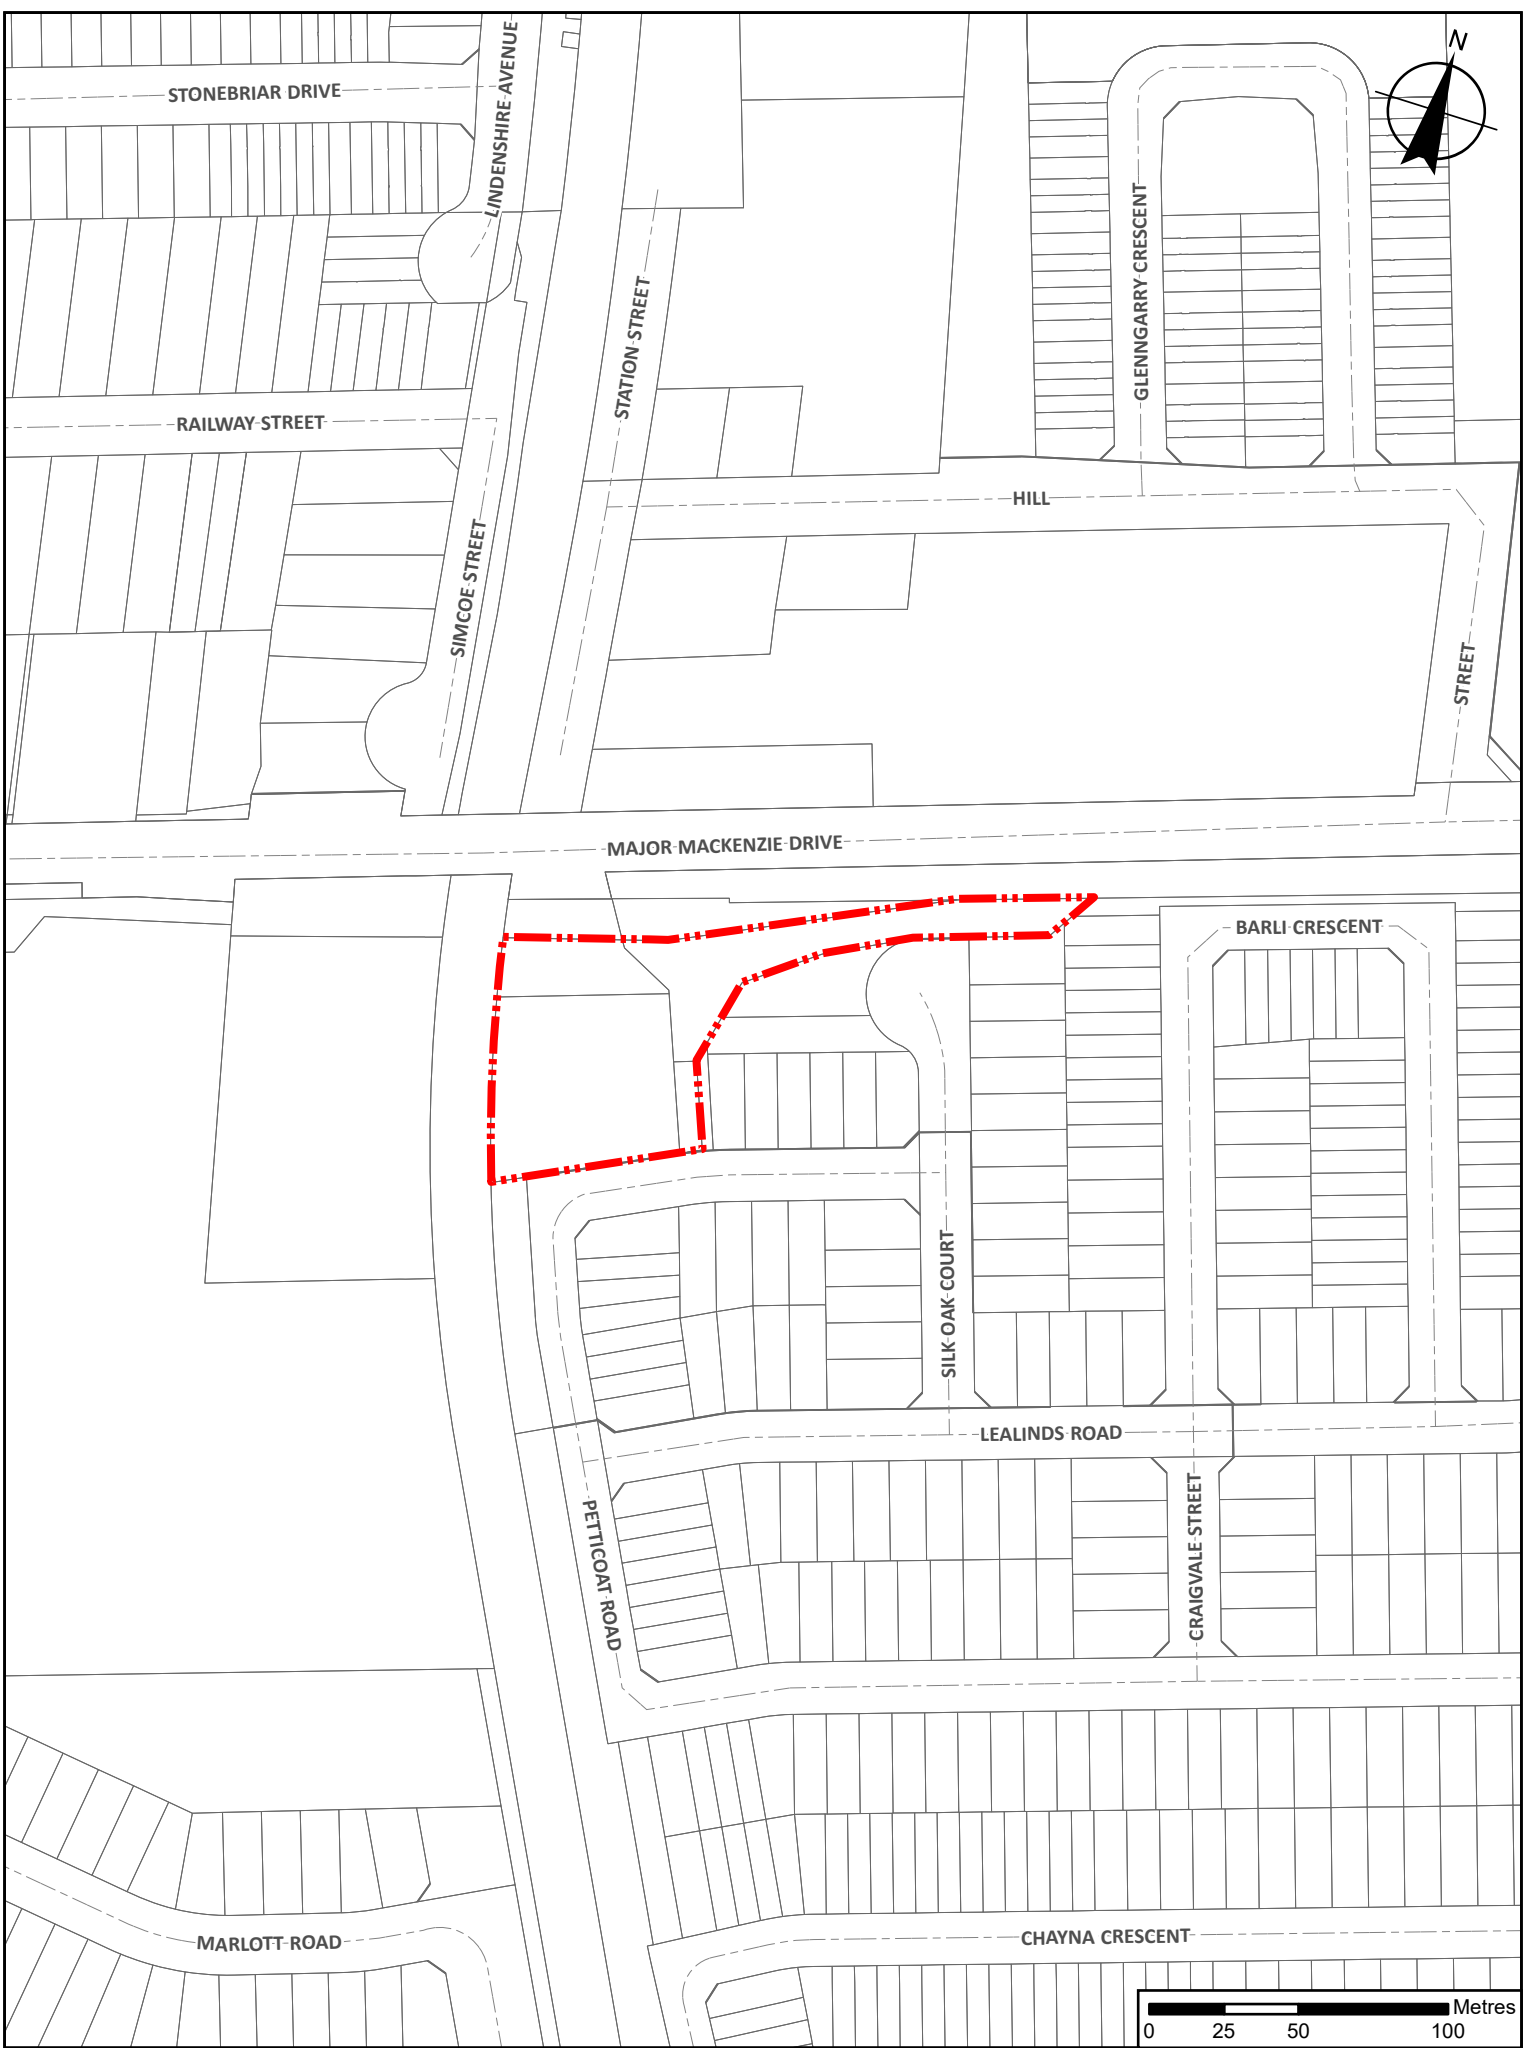 N
STONEBRIAR DRIVE
LINDENSHIRE AVENUE
GLENNGARRY CRESCENT
STATION STREET
RAILWAY STREET
HILL
SIMCOE STREET
STREET
MAJOR MACKENZIE DRIVE
BARLI CRESCENT
SILK OAK COURT
LEALINDS ROAD
PETTICOAT ROAD
CRAIGVALE STREET
MARLOTT ROAD
CHAYNA CRESCENT
Metres
0 25 50 100